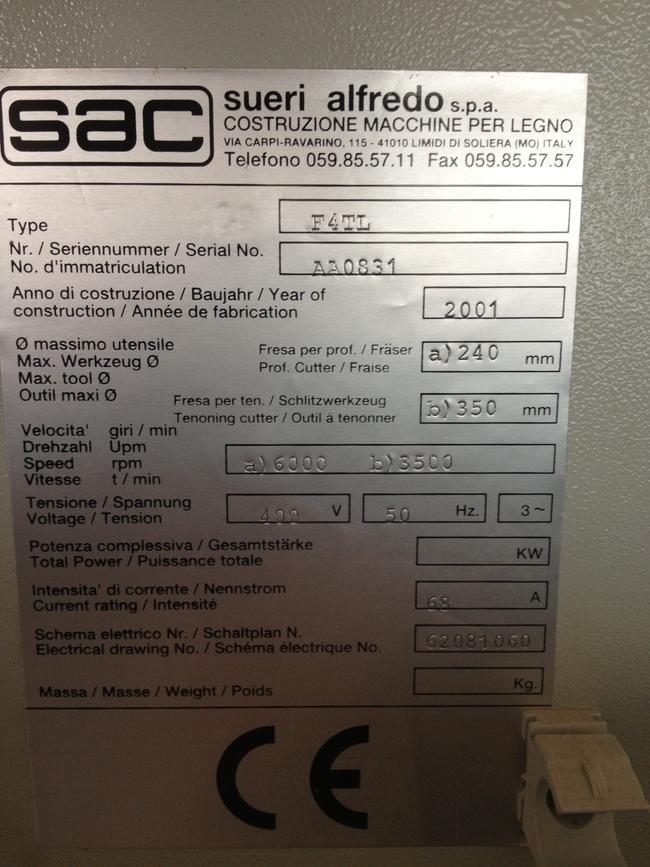 sac
sueri alfredo s.p.a.
COSTRUZIONE MACCHINE PER LEGNO
VIA CARPI-RAVARINO, 115 - 41010 LIMIDI DI SOLIERA (MO) ITALY
Telefono 059.85.57.11 Fax 059.85.57.57
Type F4TL
Nr. / Seriennummer / Serial No.
No. d'immatriculation AA0831
Anno di costruzione / Baujahr / Year of
construction / Année de fabrication 2001
Ø massimo utensile
Max. Werkzeug Ø
Max. tool Ø
Outil maxi Ø
Fresa per prof. / Fräser
Prof. Cutter / Fraise
a) 240 mm
Fresa per ten. / Schlitzwerkzeug
Tenoning cutter / Outil à tenonner
b) 350 mm
Velocita' giri / min
Drehzahl Upm
Speed rpm
Vitesse t / min
a) 6000 b) 3500
Tensione / Spannung
Voltage / Tension
400 V 50 Hz. 3~
Potenza complessiva / Gesamtstärke
Total Power / Puissance totale
KW
Intensita' di corrente / Nennstrom
Current rating / Intensité
68 A
Schema elettrico Nr. / Schaltplan N.
Electrical drawing No. / Schéma électrique No.
62081060
Massa / Masse / Weight / Poids Kg.
CE